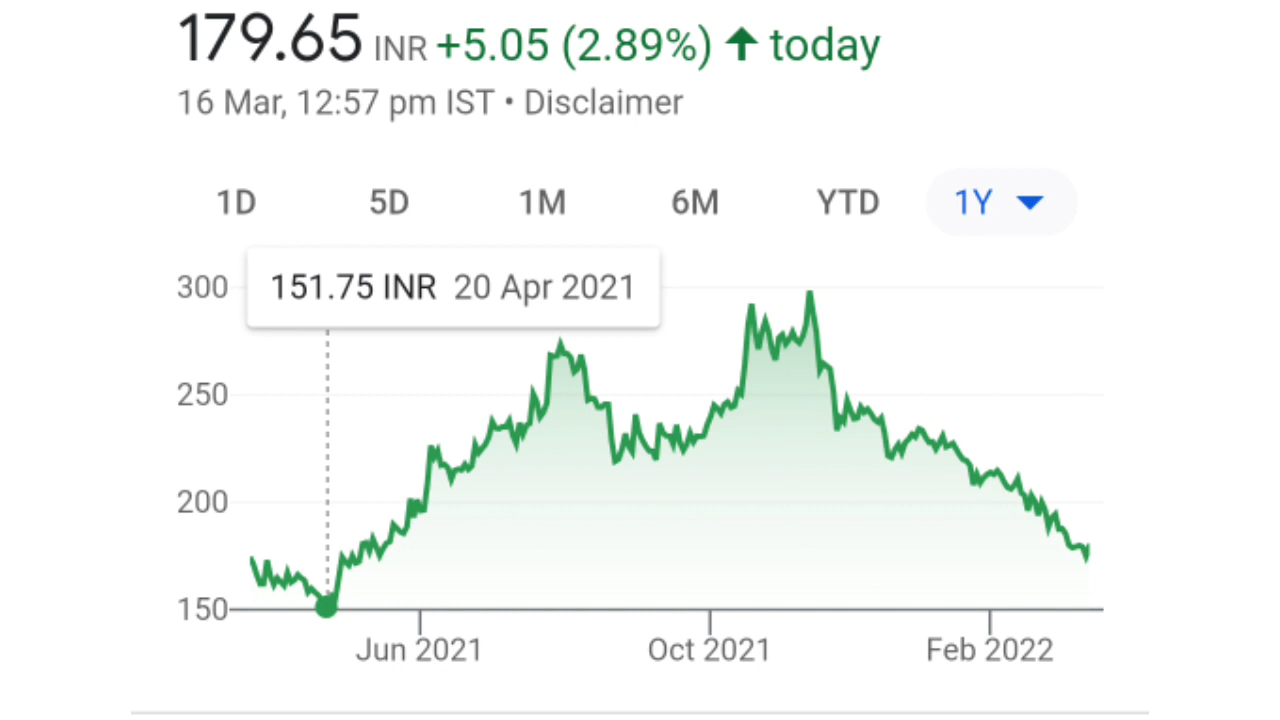 179.65 INR +5.05 (2.89%) ↑ today
16 Mar, 12:57 pm IST • Disclaimer
1D 5D 1M 6M YTD 1Y
151.75 INR 20 Apr 2021
300
250
200
150
Jun 2021 Oct 2021 Feb 2022